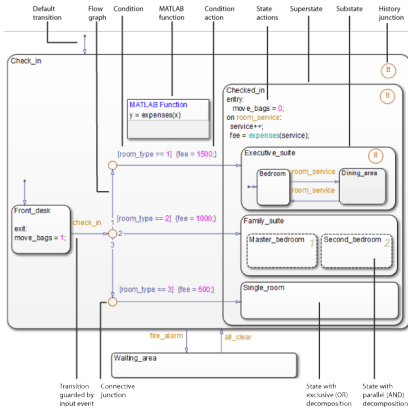 Default
transition
Flow
graph
Condition
MATLAB
function
Condition
action
State
actions
Superstate
Substate
History
junction
Check_in
H
Checked_in
entry:
move_bags = 0;
on room_service:
service++;
fee = expenses(service);
MATLAB Function
y = expenses(x)
[room_type == 1] {fee = 1500;}
Executive_suite
H
Bedroom
room_service
Dining_area
room_service
Front_desk
exit:
move_bags = 1;
check_in
1
2
3
[room_type == 2] {fee = 1000;}
Family_suite
Master_bedroom 1
Second_bedroom 2
[room_type == 3] {fee = 500;}
Single_room
fire_alarm
all_clear
Waiting_area
Transition
guarded by
input event
Connective
junction
State with
exclusive (OR)
decomposition
State with
parallel (AND)
decomposition